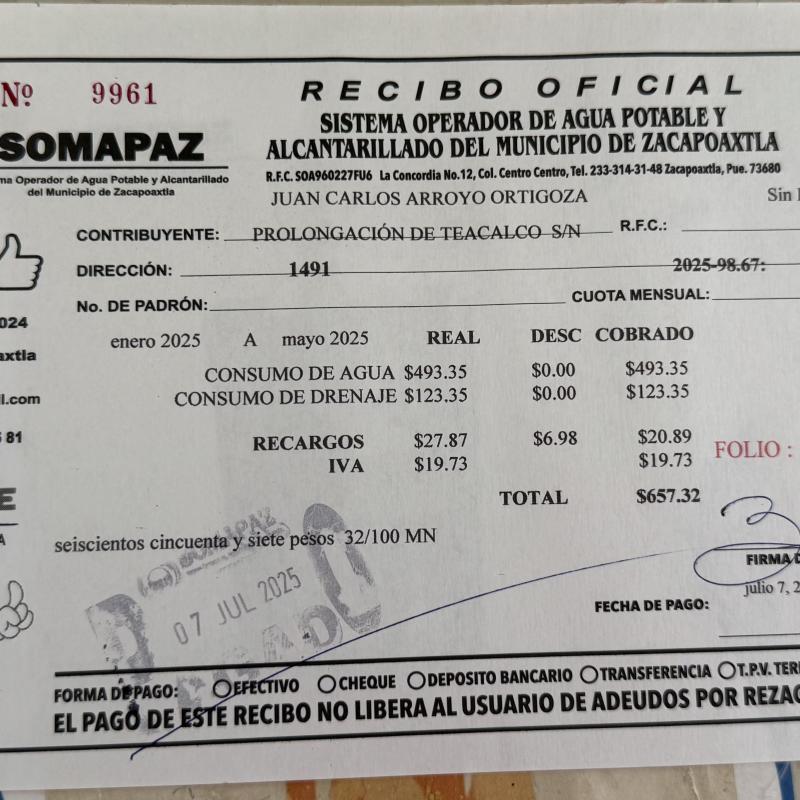 Nº 9961
RECIBO OFICIAL
SISTEMA OPERADOR DE AGUA POTABLE Y
ALCANTARILLADO DEL MUNICIPIO DE ZACAPOAXTLA
SOMAPAZ
ma Operador de Agua Potable y Alcantarillado
del Municipio de Zacapoaxtla
R.F.C. SOA960227FU6 La Concordia No.12, Col. Centro Centro, Tel. 233-314-31-48 Zacapoaxtla, Pue. 73680
JUAN CARLOS ARROYO ORTIGOZA Sin
CONTRIBUYENTE: PROLONGACIÓN DE TEACALCO S/N R.F.C.:
DIRECCIÓN: 1491 2025-98.67:
No. DE PADRÓN: CUOTA MENSUAL:
024
axtla
l.com
81
E
A
enero 2025 A mayo 2025 REAL DESC COBRADO
CONSUMO DE AGUA $493.35 $0.00 $493.35
CONSUMO DE DRENAJE $123.35 $0.00 $123.35
RECARGOS $27.87 $6.98 $20.89
IVA $19.73 $19.73
FOLIO :
TOTAL $657.32
seiscientos cincuenta y siete pesos 32/100 MN
SOMAPAZ
07 JUL 2025
PAGADO
FIRMA D
julio 7, 2
FECHA DE PAGO:
FORMA DE PAGO: EFECTIVO CHEQUE DEPOSITO BANCARIO TRANSFERENCIA T.P.V. TER
EL PAGO DE ESTE RECIBO NO LIBERA AL USUARIO DE ADEUDOS POR REZAG